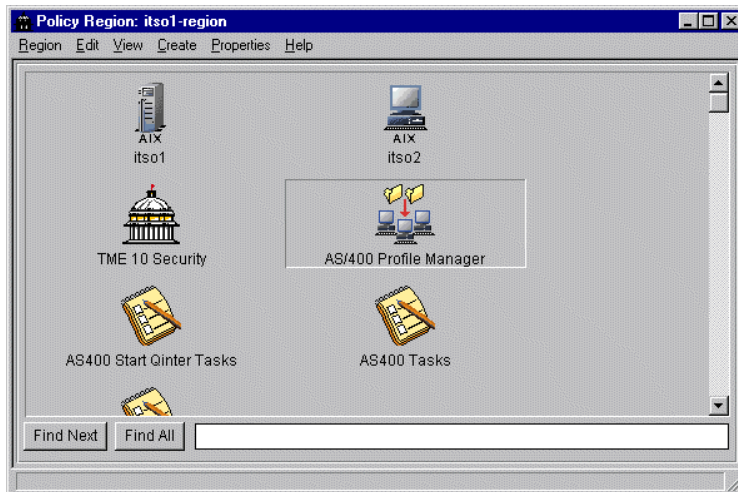 Policy Region: itso1-region
Region Edit View Create Properties Help
AIX AIX
itso1 itso2
TME 10 Security AS/400 Profile Manager
AS400 Start Qinter Tasks AS400 Tasks
Find Next Find All